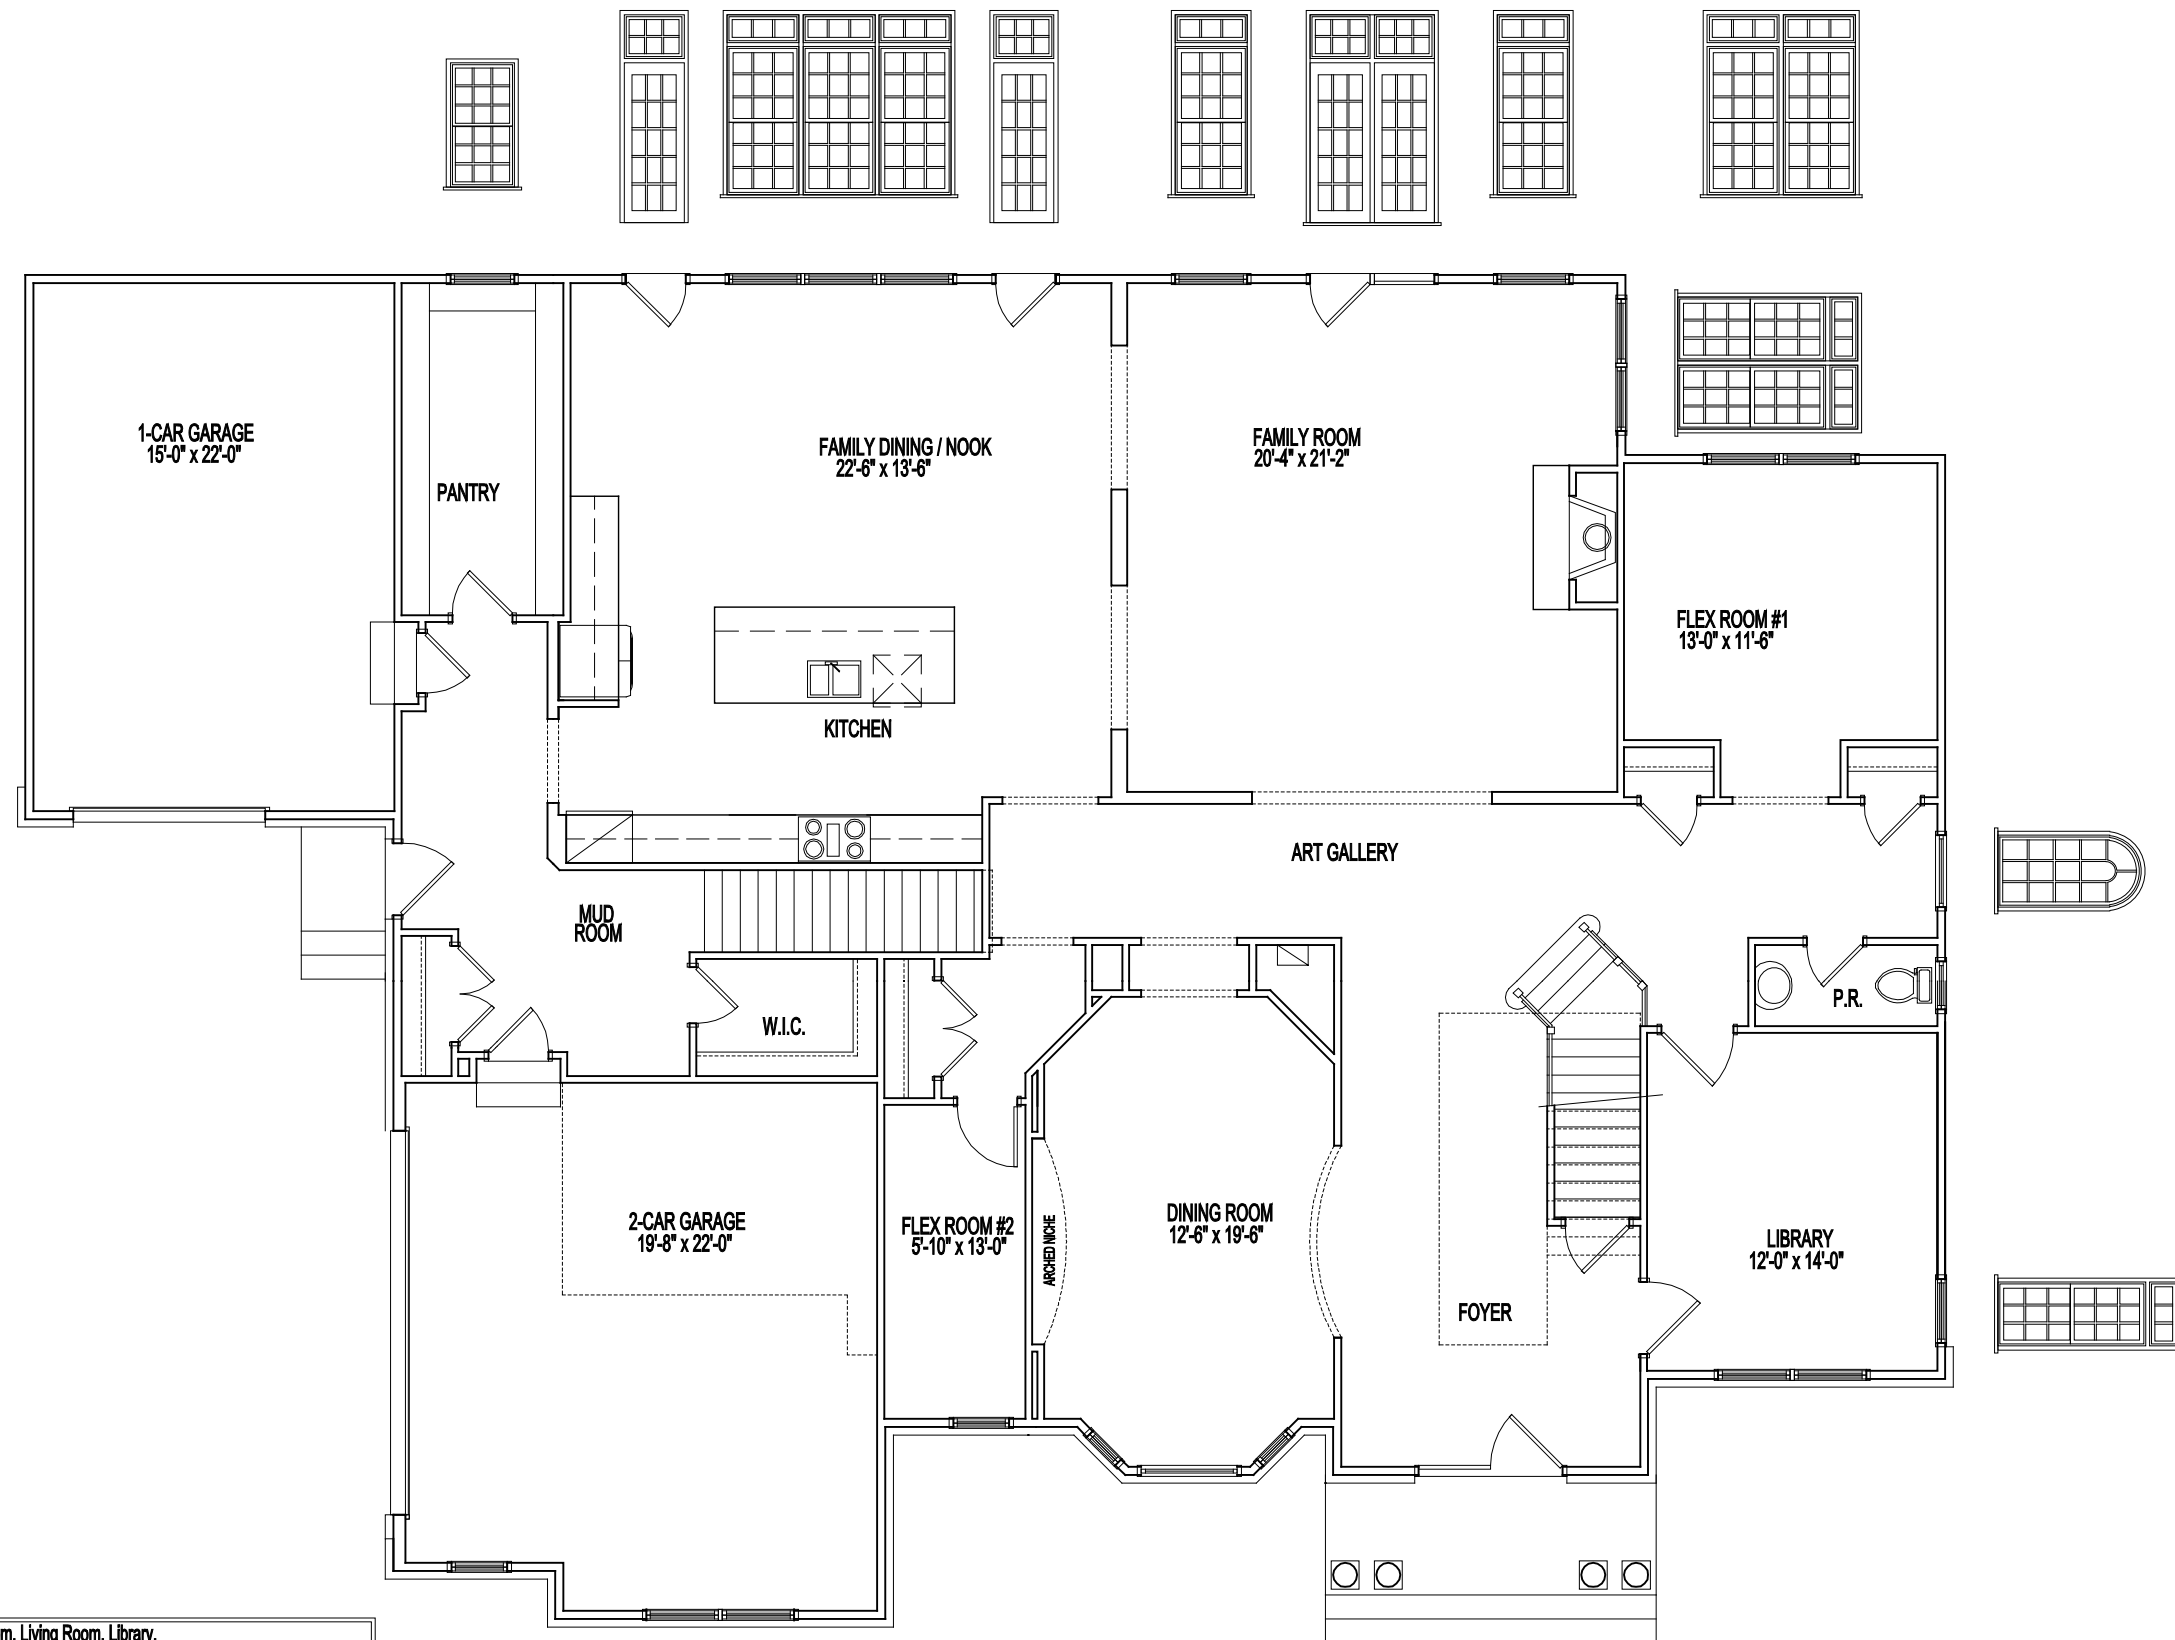 1-CAR GARAGE
15'-0" x 22'-0"
PANTRY
FAMILY DINING / NOOK
22'-6" x 13'-6"
FAMILY ROOM
20'-4" x 21'-2"
FLEX ROOM #1
13'-0" x 11'-6"
KITCHEN
ART GALLERY
MUD
ROOM
W.I.C.
P.R.
2-CAR GARAGE
19'-8" x 22'-0"
FLEX ROOM #2
5'-10" x 13'-0"
ARCHED NICHE
DINING ROOM
12'-6" x 19'-6"
FOYER
LIBRARY
12'-0" x 14'-0"
Living Room, Library,